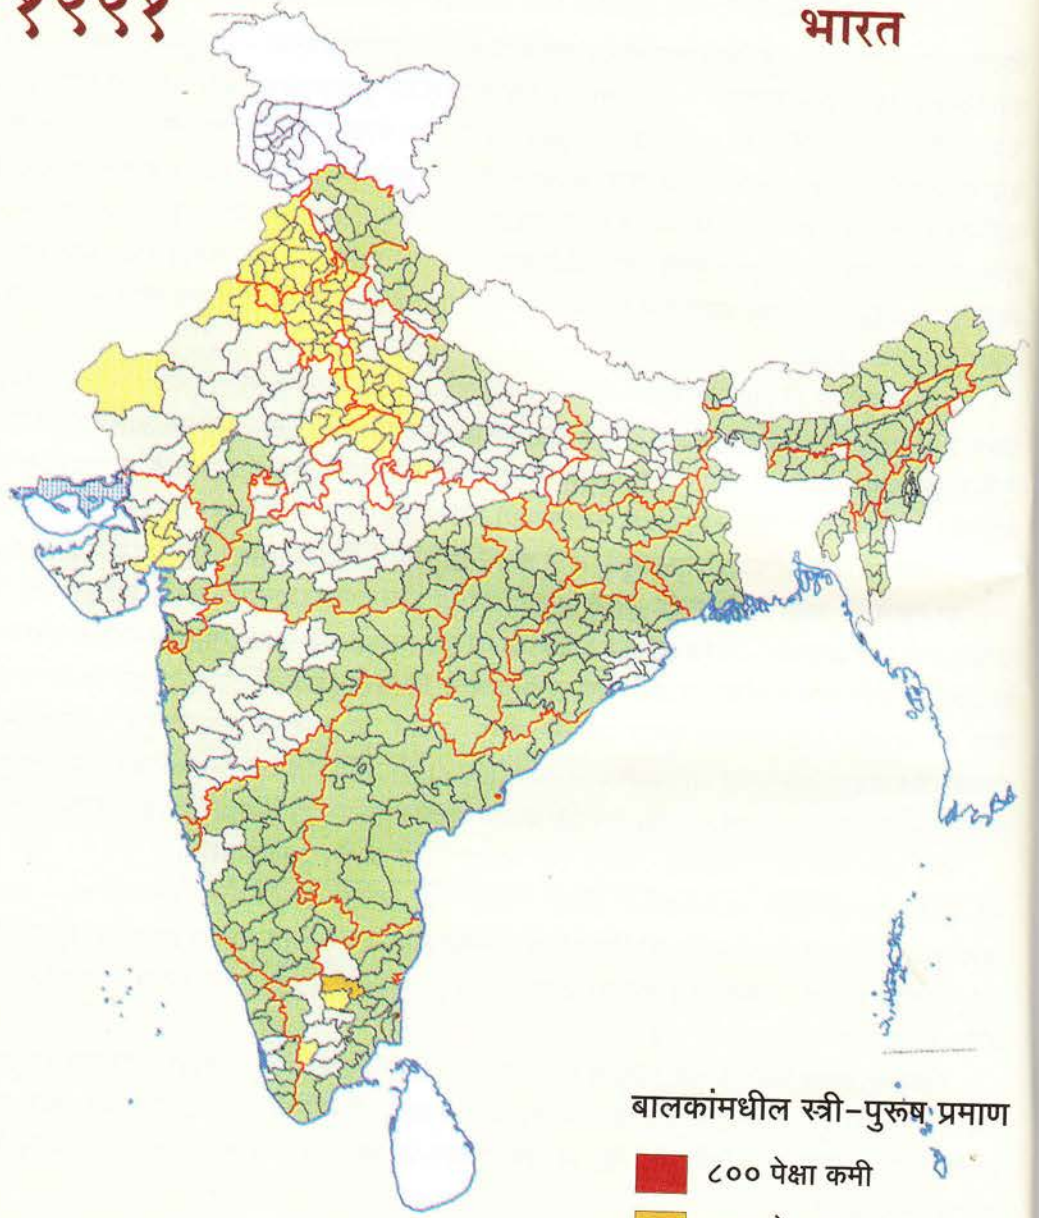 १९९१
भारत
बालकांमधील स्त्री-पुरूष प्रमाण
८०० पेक्षा कमी